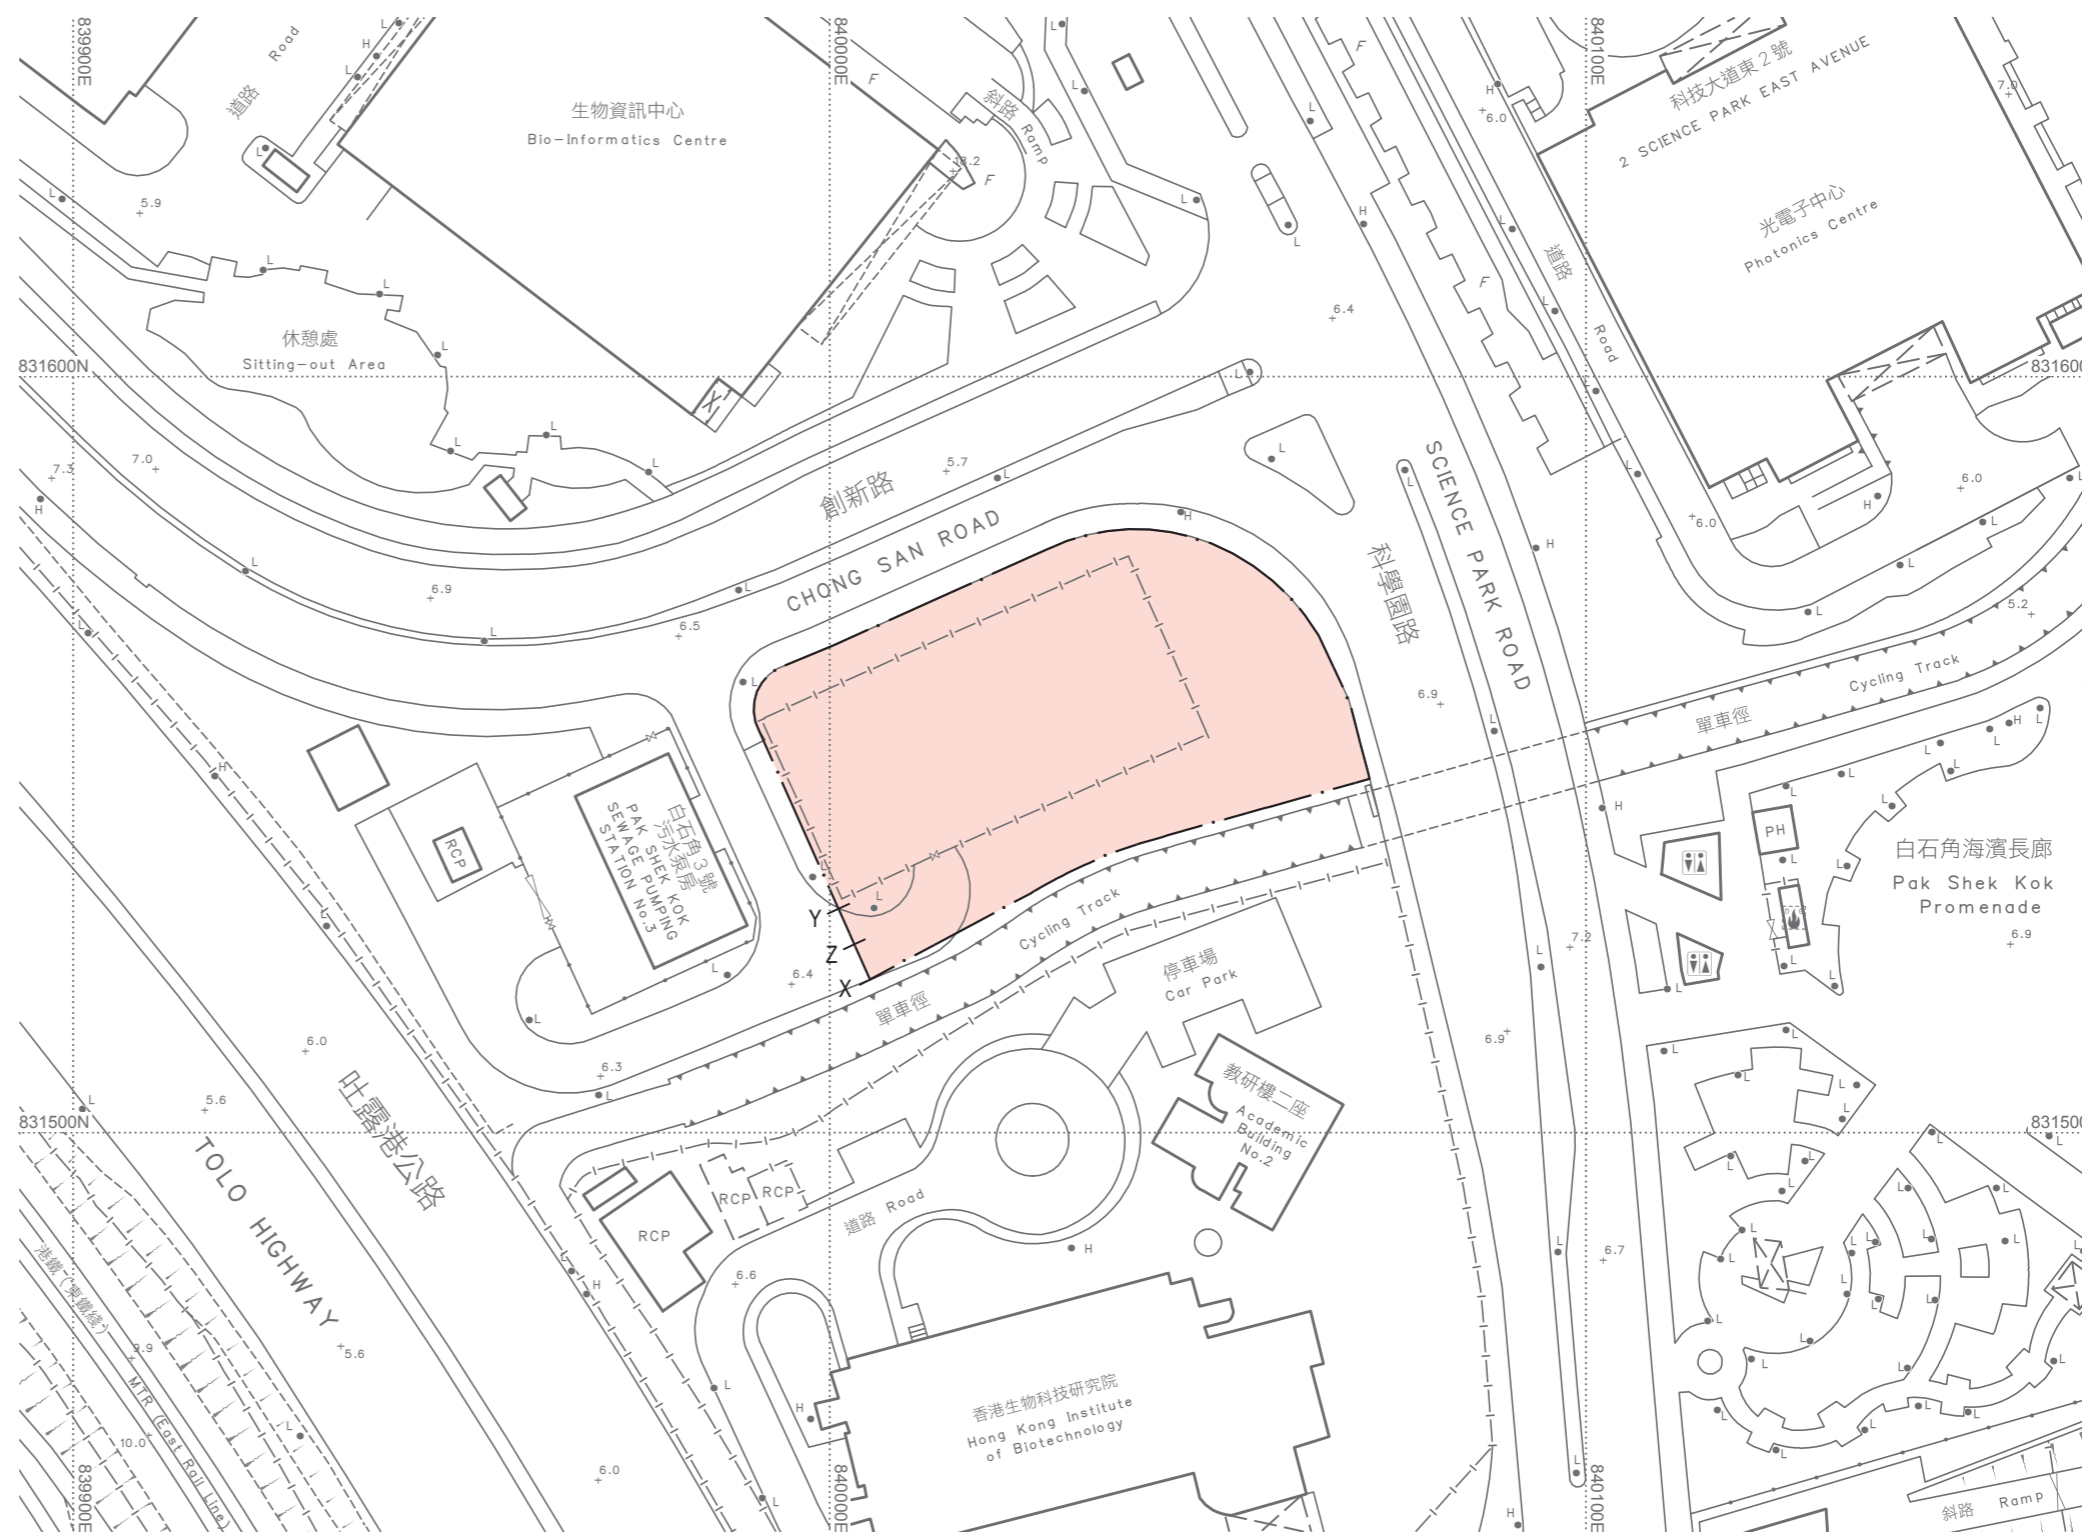 839900E
840000E
840100E
道路 Road
生物資訊中心
Bio-Informatics Centre
斜路 Ramp
科技大道東2號
2 SCIENCE PARK EAST AVENUE
光電子中心
Photonics Centre
道路 Road
休憩處
Sitting-out Area
831600N
831600
5.9
18.2
6.0
7.0
6.4
7.3
7.0
5.7
6.9
6.5
6.0
6.0
5.2
創新路
CHONG SAN ROAD
科學園路
SCIENCE PARK ROAD
6.9
單車徑
Cycling Track
白石角3號
污水泵房
PAK SHEK KOK
SEWAGE PUMPING
STATION No.3
RCP
Y
Z
X
6.4
單車徑
Cycling Track
停車場
Car Park
PH
白石角海濱長廊
Pak Shek Kok
Promenade
6.9
7.2
6.9
6.0
5.6
6.3
吐露港公路
TOLO HIGHWAY
831500N
831500
教研樓二座
Academic
Building
No.2
RCP
RCP
RCP
道路 Road
6.6
6.7
港鐵(東鐵綫)
MTR (East Rail Line)
9.9
5.6
10.0
6.0
香港生物科技研究院
Hong Kong Institute
of Biotechnology
斜路 Ramp
839900E
840000E
840100E